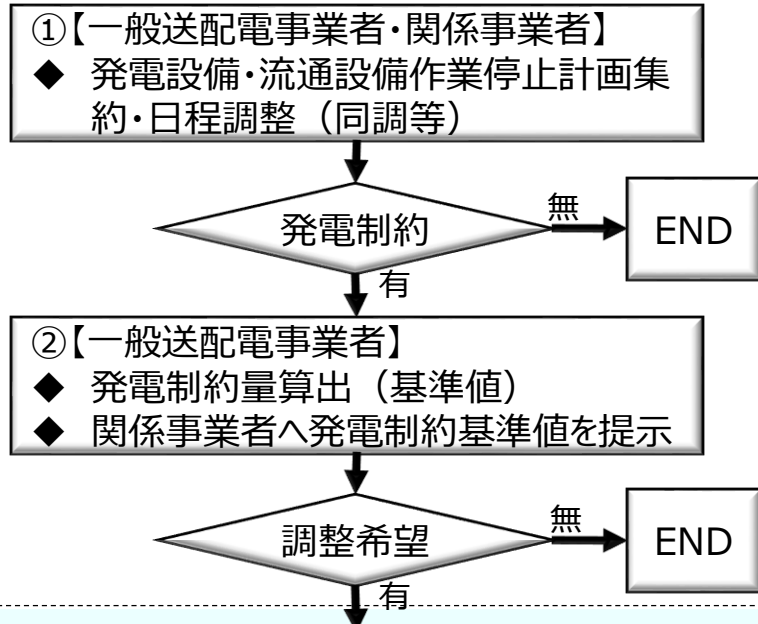 ①【一般送配電事業者・関係事業者】
◆ 発電設備・流通設備作業停止計画集
約・日程調整（同調等）
発電制約
無
END
有
②【一般送配電事業者】
◆ 発電制約量算出（基準値）
◆ 関係事業者へ発電制約基準値を提示
調整希望
無
END
有